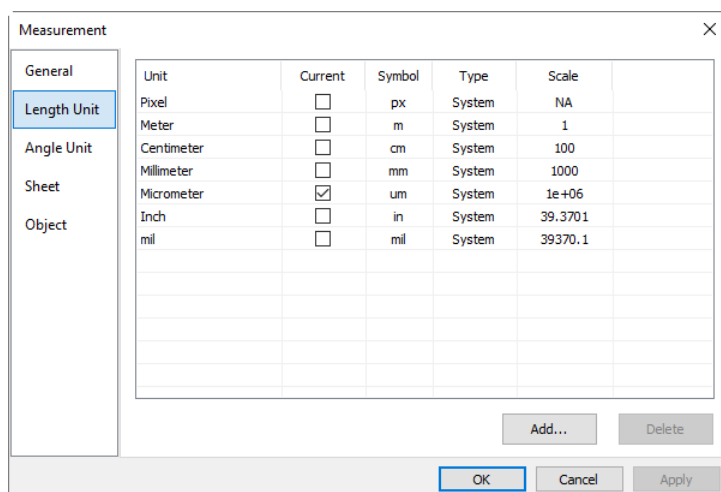 Measurement
General
Length Unit
Angle Unit
Sheet
Object
Unit Current Symbol Type Scale
Pixel px System NA
Meter m System 1
Centimeter cm System 100
Millimeter mm System 1000
Micrometer um System 1e+06
Inch in System 39.3701
mil mil System 39370.1
Add... Delete
OK Cancel Apply